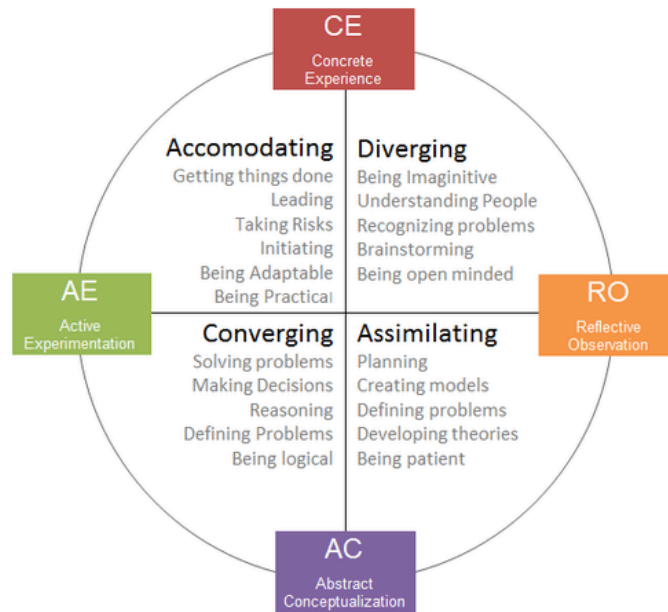 CE
Concrete
Experience
Accomodating
Getting things done
Leading
Taking Risks
Initiating
Being Adaptable
Being Practical
Diverging
Being Imaginitive
Understanding People
Recognizing problems
Brainstorming
Being open minded
AE
Active
Experimentation
RO
Reflective
Observation
Converging
Solving problems
Making Decisions
Reasoning
Defining Problems
Being logical
Assimilating
Planning
Creating models
Defining problems
Developing theories
Being patient
AC
Abstract
Conceptualization